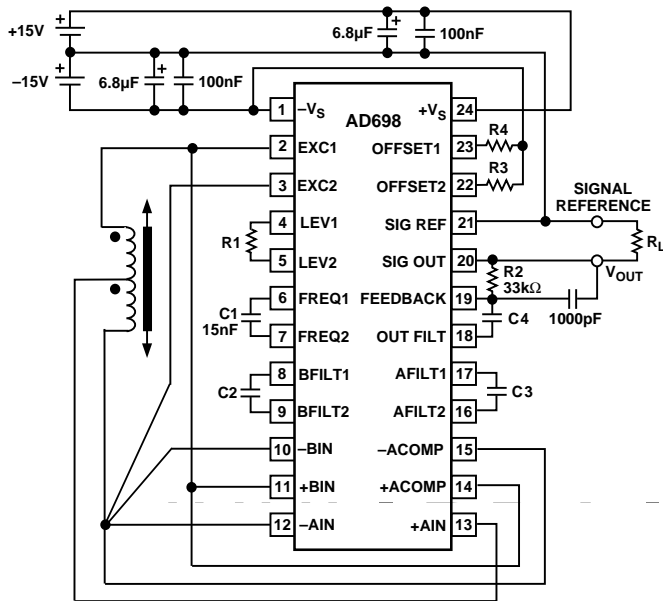 +15V
6.8µF
+
100nF
+
–15V
+
6.8µF
+
100nF
AD698
1 –VS
+VS 24
2 EXC1
OFFSET1 23
R4
3 EXC2
OFFSET2 22
R3
4 LEV1
SIG REF 21
SIGNAL
REFERENCE
R1
RL
5 LEV2
SIG OUT 20
VOUT
R2
33kΩ
6 FREQ1
FEEDBACK 19
C1
15nF
C4
1000pF
7 FREQ2
OUT FILT 18
8 BFILT1
AFILT1 17
C2
C3
9 BFILT2
AFILT2 16
10 –BIN
–ACOMP 15
11 +BIN
+ACOMP 14
12 –AIN
+AIN 13